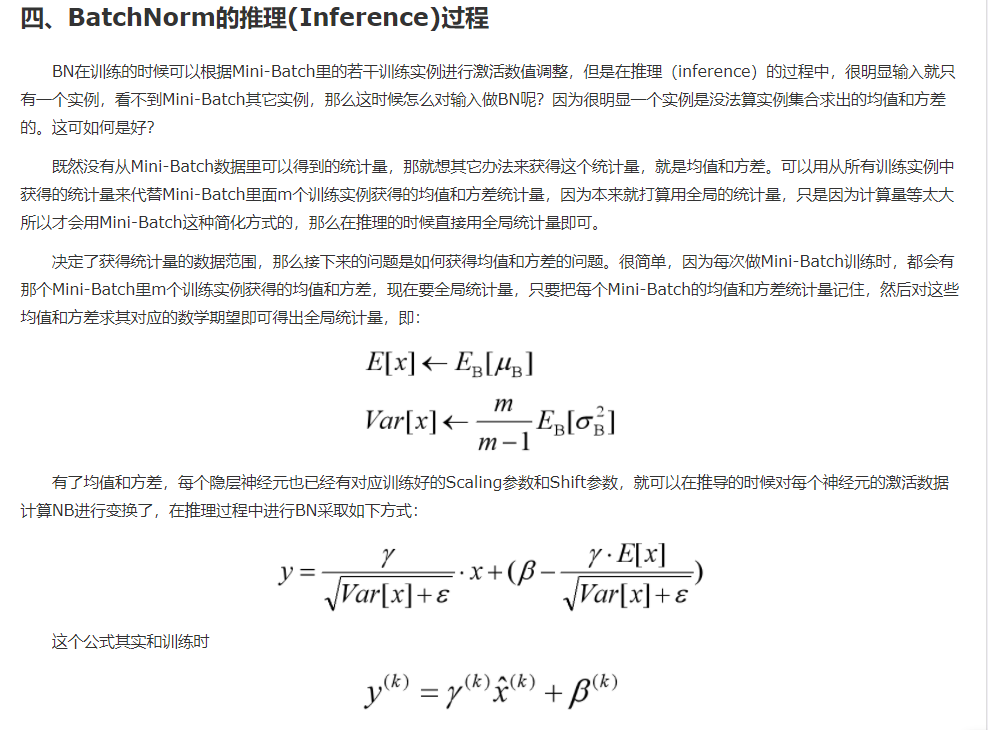 四、BatchNorm的推理(Inference)过程
BN在训练的时候可以根据Mini-Batch里的若干训练实例进行激活数值调整，但是在推理（inference）的过程中，很明显输入就只
有一个实例，看不到Mini-Batch其它实例，那么这时候怎么对输入做BN呢？因为很明显一个实例是没法算实例集合求出的均值和方差
的。这可如何是好？
既然没有从Mini-Batch数据里可以得到的统计量，那就想其它办法来获得这个统计量，就是均值和方差。可以用从所有训练实例中
获得的统计量来代替Mini-Batch里面m个训练实例获得的均值和方差统计量，因为本来就打算用全局的统计量，只是因为计算量等太大
所以才会用Mini-Batch这种简化方式的，那么在推理的时候直接用全局统计量即可。
决定了获得统计量的数据范围，那么接下来的问题是如何获得均值和方差的问题。很简单，因为每次做Mini-Batch训练时，都会有
那个Mini-Batch里m个训练实例获得的均值和方差，现在要全局统计量，只要把每个Mini-Batch的均值和方差统计量记住，然后对这些
均值和方差求其对应的数学期望即可得出全局统计量，即：
E[x] ← E_B[μ_B]
Var[x] ← \frac{m}{m-1} E_B[σ_B^2]
有了均值和方差，每个隐层神经元也已经有对应训练好的Scaling参数和Shift参数，就可以在推导的时候对每个神经元的激活数据
计算NB进行变换了，在推理过程中进行BN采取如下方式：
y = \frac{γ}{\sqrt{Var[x]+ε}} · x + (β - \frac{γ·E[x]}{\sqrt{Var[x]+ε}})
这个公式其实和训练时
y^{(k)} = γ^{(k)} \hat{x}^{(k)} + β^{(k)}